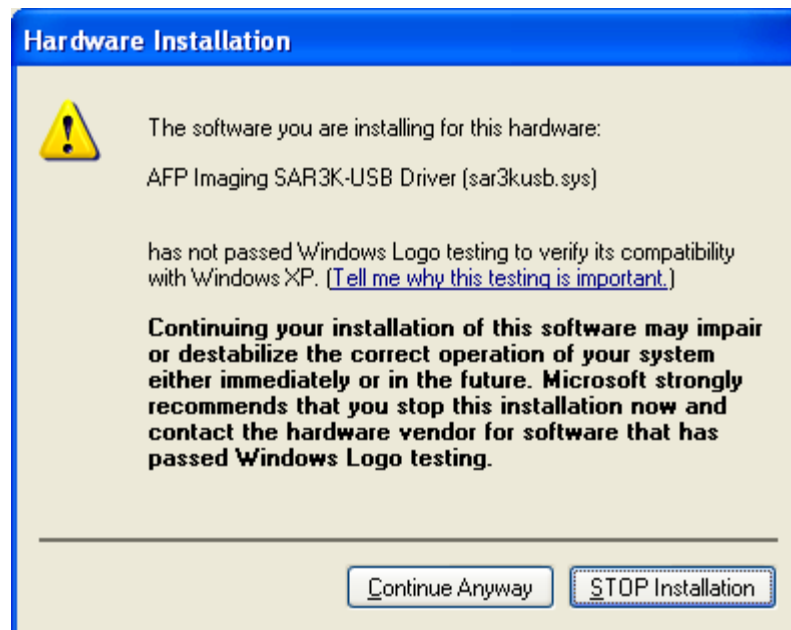 Hardware Installation
The software you are installing for this hardware:
AFP Imaging SAR3K-USB Driver (sar3kusb.sys)
has not passed Windows Logo testing to verify its compatibility
with Windows XP. (Tell me why this testing is important.)
Continuing your installation of this software may impair
or destabilize the correct operation of your system
either immediately or in the future. Microsoft strongly
recommends that you stop this installation now and
contact the hardware vendor for software that has
passed Windows Logo testing.
Continue Anyway
STOP Installation